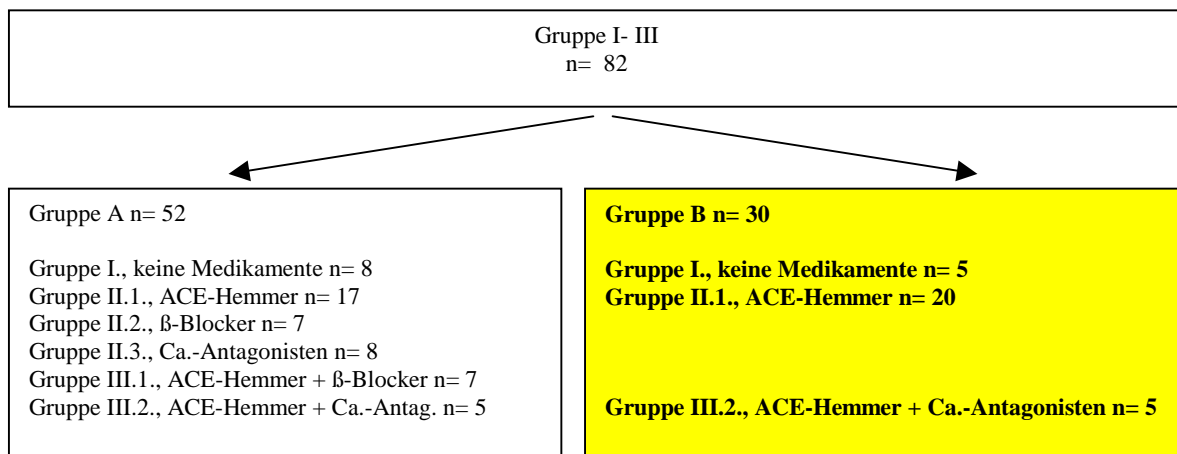 Gruppe I- III
n= 82
Gruppe A n= 52
Gruppe I., keine Medikamente n= 8
Gruppe II.1., ACE-Hemmer n= 17
Gruppe II.2., ß-Blocker n= 7
Gruppe II.3., Ca.-Antagonisten n= 8
Gruppe III.1., ACE-Hemmer + ß-Blocker n= 7
Gruppe III.2., ACE-Hemmer + Ca.-Antag. n= 5
Gruppe B n= 30
Gruppe I., keine Medikamente n= 5
Gruppe II.1., ACE-Hemmer n= 20
Gruppe III.2., ACE-Hemmer + Ca.-Antagonisten n= 5